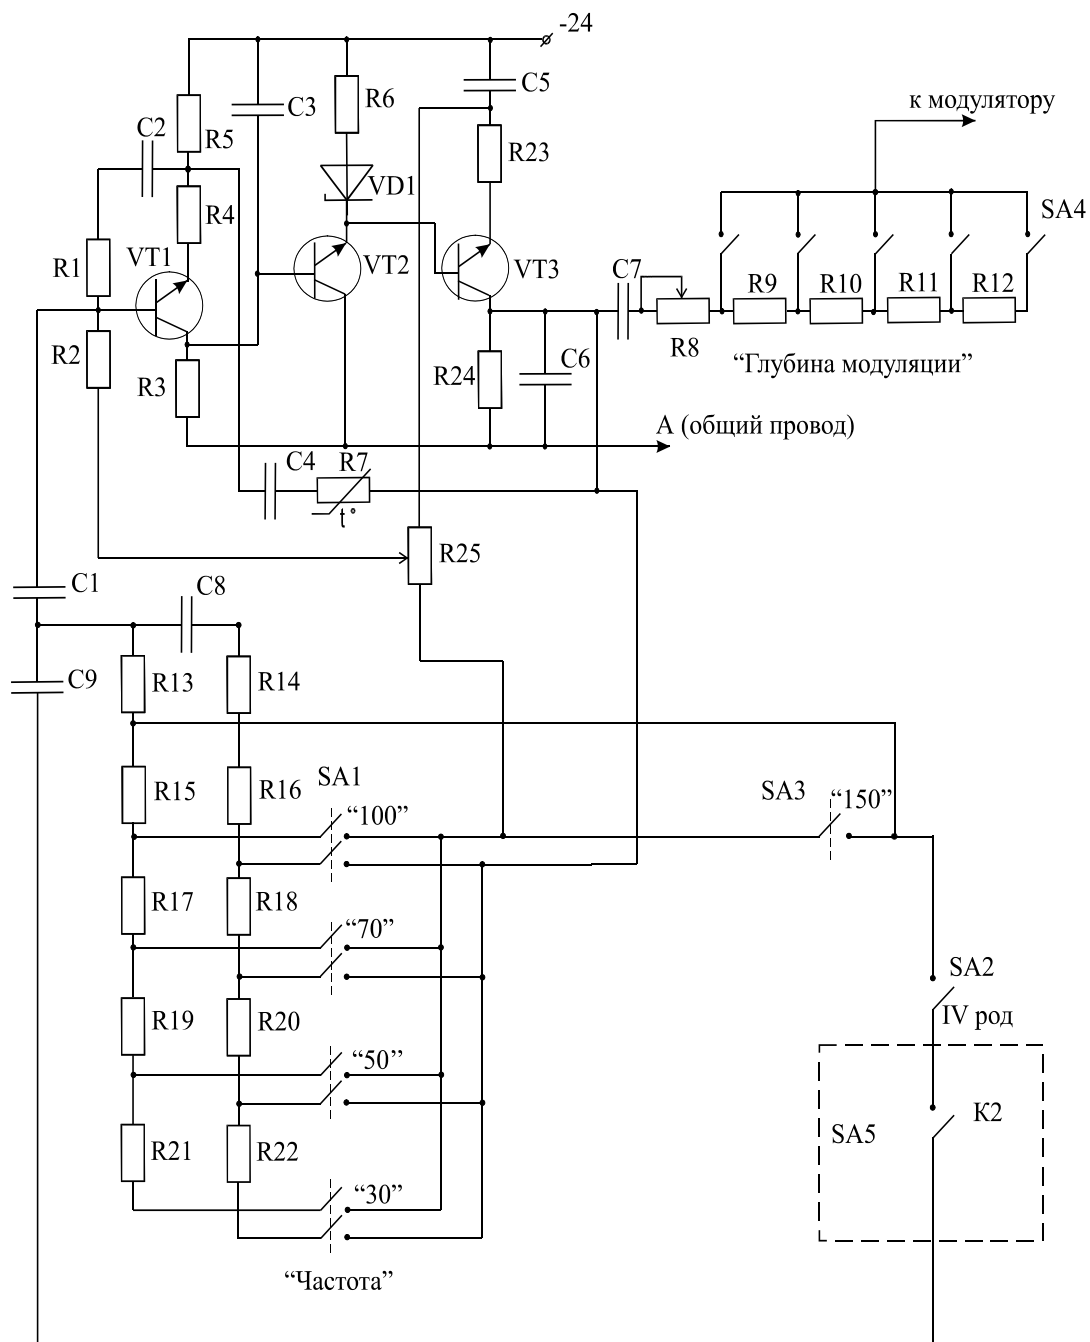 -24
R6
C5
C3
к модулятору
C2
R5
R23
VD1
R4
SA4
VT1
R1
VT2
VT3
C7
R9
R10
R11
R12
R2
R8
C6
R3
R24
“Глубина модуляции”
А (общий провод)
C4
R7
t°
R25
C1
C8
C9
R13
R14
R15
R16
SA1
SA3
“150”
“100”
R17
R18
“70”
SA2
R19
R20
IV род
“50”
К2
SA5
R21
R22
“30”
“Частота”